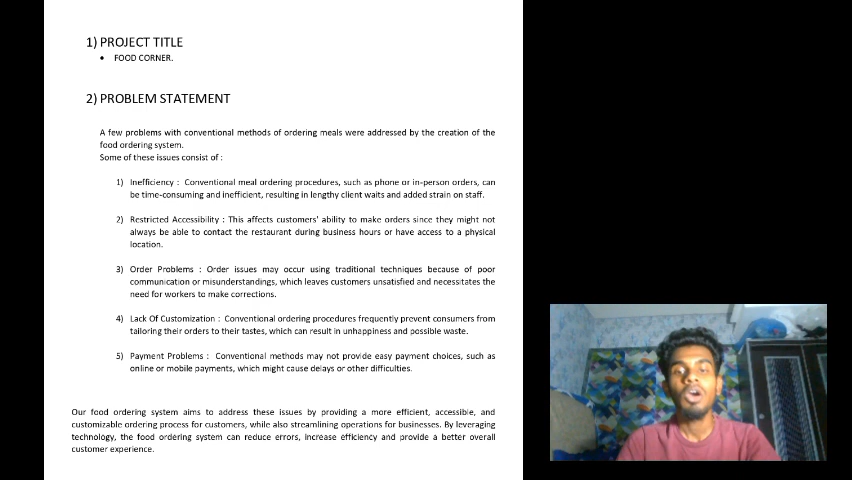 1) PROJECT TITLE
• FOOD CORNER.
2) PROBLEM STATEMENT
A few problems with conventional methods of ordering meals were addressed by the creation of the
food ordering system.
Some of these issues consist of :
1) Inefficiency : Conventional meal ordering procedures, such as phone or in-person orders, can
be time-consuming and inefficient, resulting in lengthy client waits and added strain on staff.
2) Restricted Accessibility : This affects customers' ability to make orders since they might not
always be able to contact the restaurant during business hours or have access to a physical
location.
3) Order Problems : Order issues may occur using traditional techniques because of poor
communication or misunderstandings, which leaves customers unsatisfied and necessitates the
need for workers to make corrections.
4) Lack Of Customization : Conventional ordering procedures frequently prevent consumers from
tailoring their orders to their tastes, which can result in unhappiness and possible waste.
5) Payment Problems : Conventional methods may not provide easy payment choices, such as
online or mobile payments, which might cause delays or other difficulties.
Our food ordering system aims to address these issues by providing a more efficient, accessible, and
customizable ordering process for customers, while also streamlining operations for businesses. By leveraging
technology, the food ordering system can reduce errors, increase efficiency and provide a better overall
customer experience.